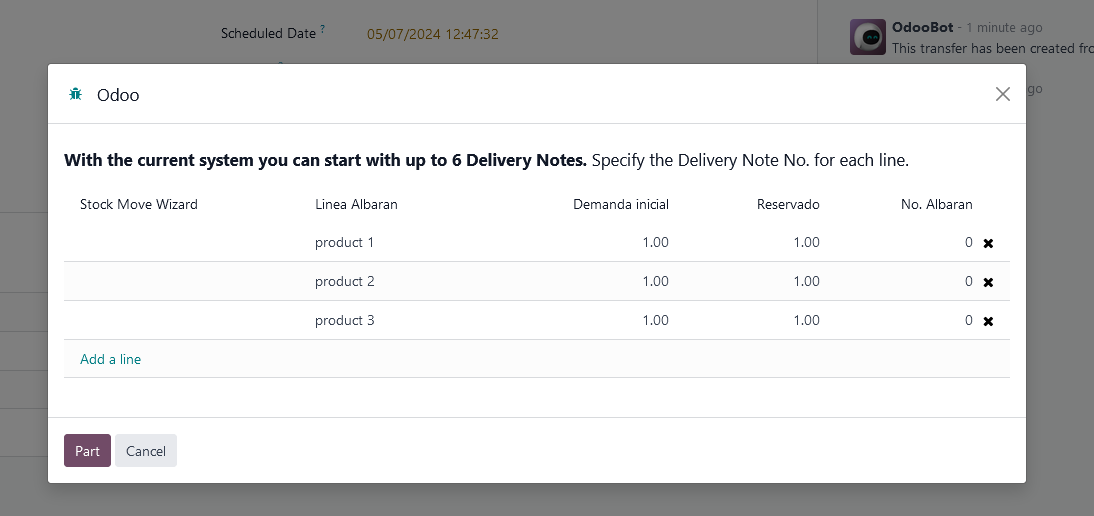 Scheduled Date ? 05/07/2024 12:47:32
OdooBot - 1 minute ago
This transfer has been created fro
go
Odoo
With the current system you can start with up to 6 Delivery Notes. Specify the Delivery Note No. for each line.
Stock Move Wizard Linea Albaran Demanda inicial Reservado No. Albaran
product 1 1.00 1.00 0
product 2 1.00 1.00 0
product 3 1.00 1.00 0
Add a line
Part Cancel